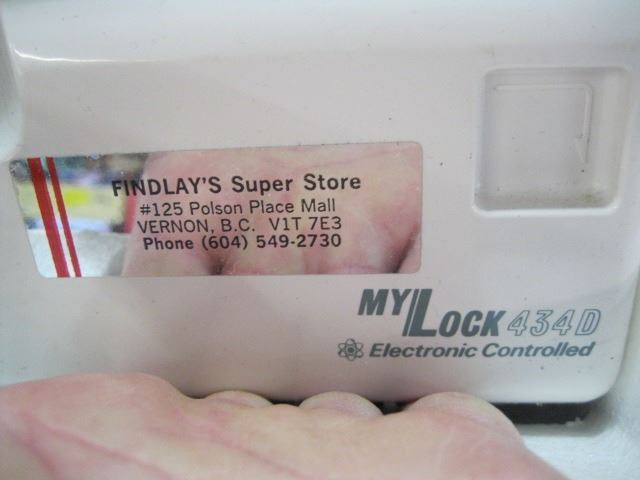 FINDLAY'S Super Store
#125 Polson Place Mall
VERNON, B.C. V1T 7E3
Phone (604) 549-2730
MY LOCK 434D
Electronic Controlled